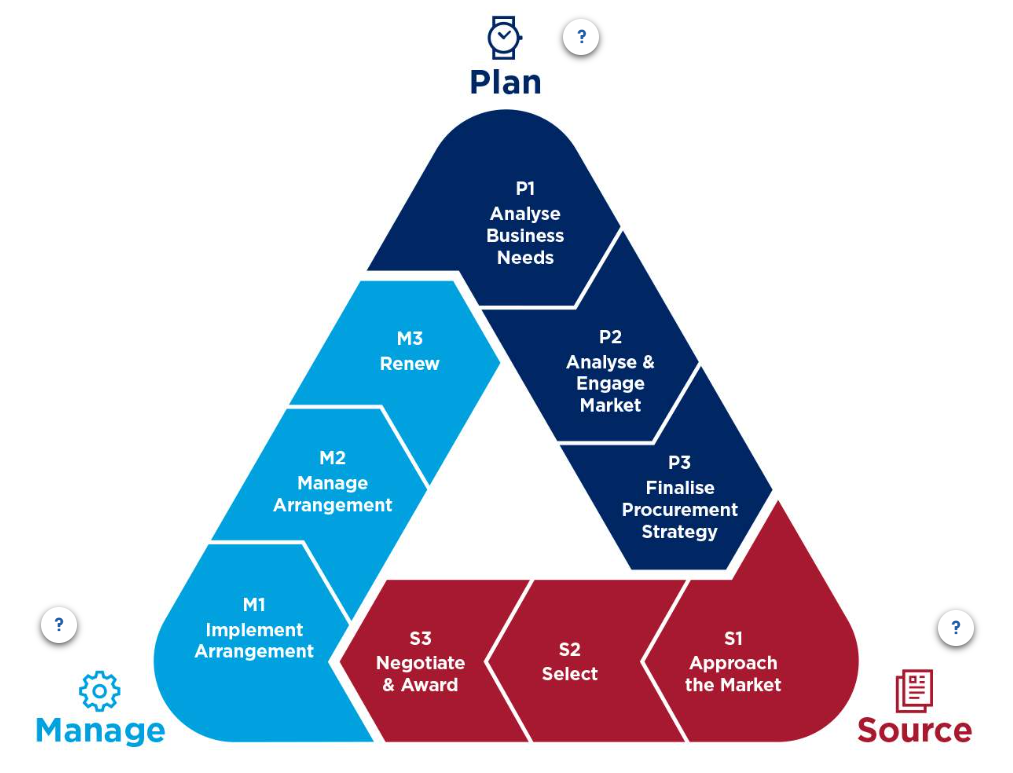 ?
Plan
P1
Analyse
Business
Needs
P2
Analyse &
Engage
Market
P3
Finalise
Procurement
Strategy
M3
Renew
M2
Manage
Arrangement
M1
Implement
Arrangement
S3
Negotiate
& Award
S2
Select
S1
Approach
the Market
?
Manage
?
Source